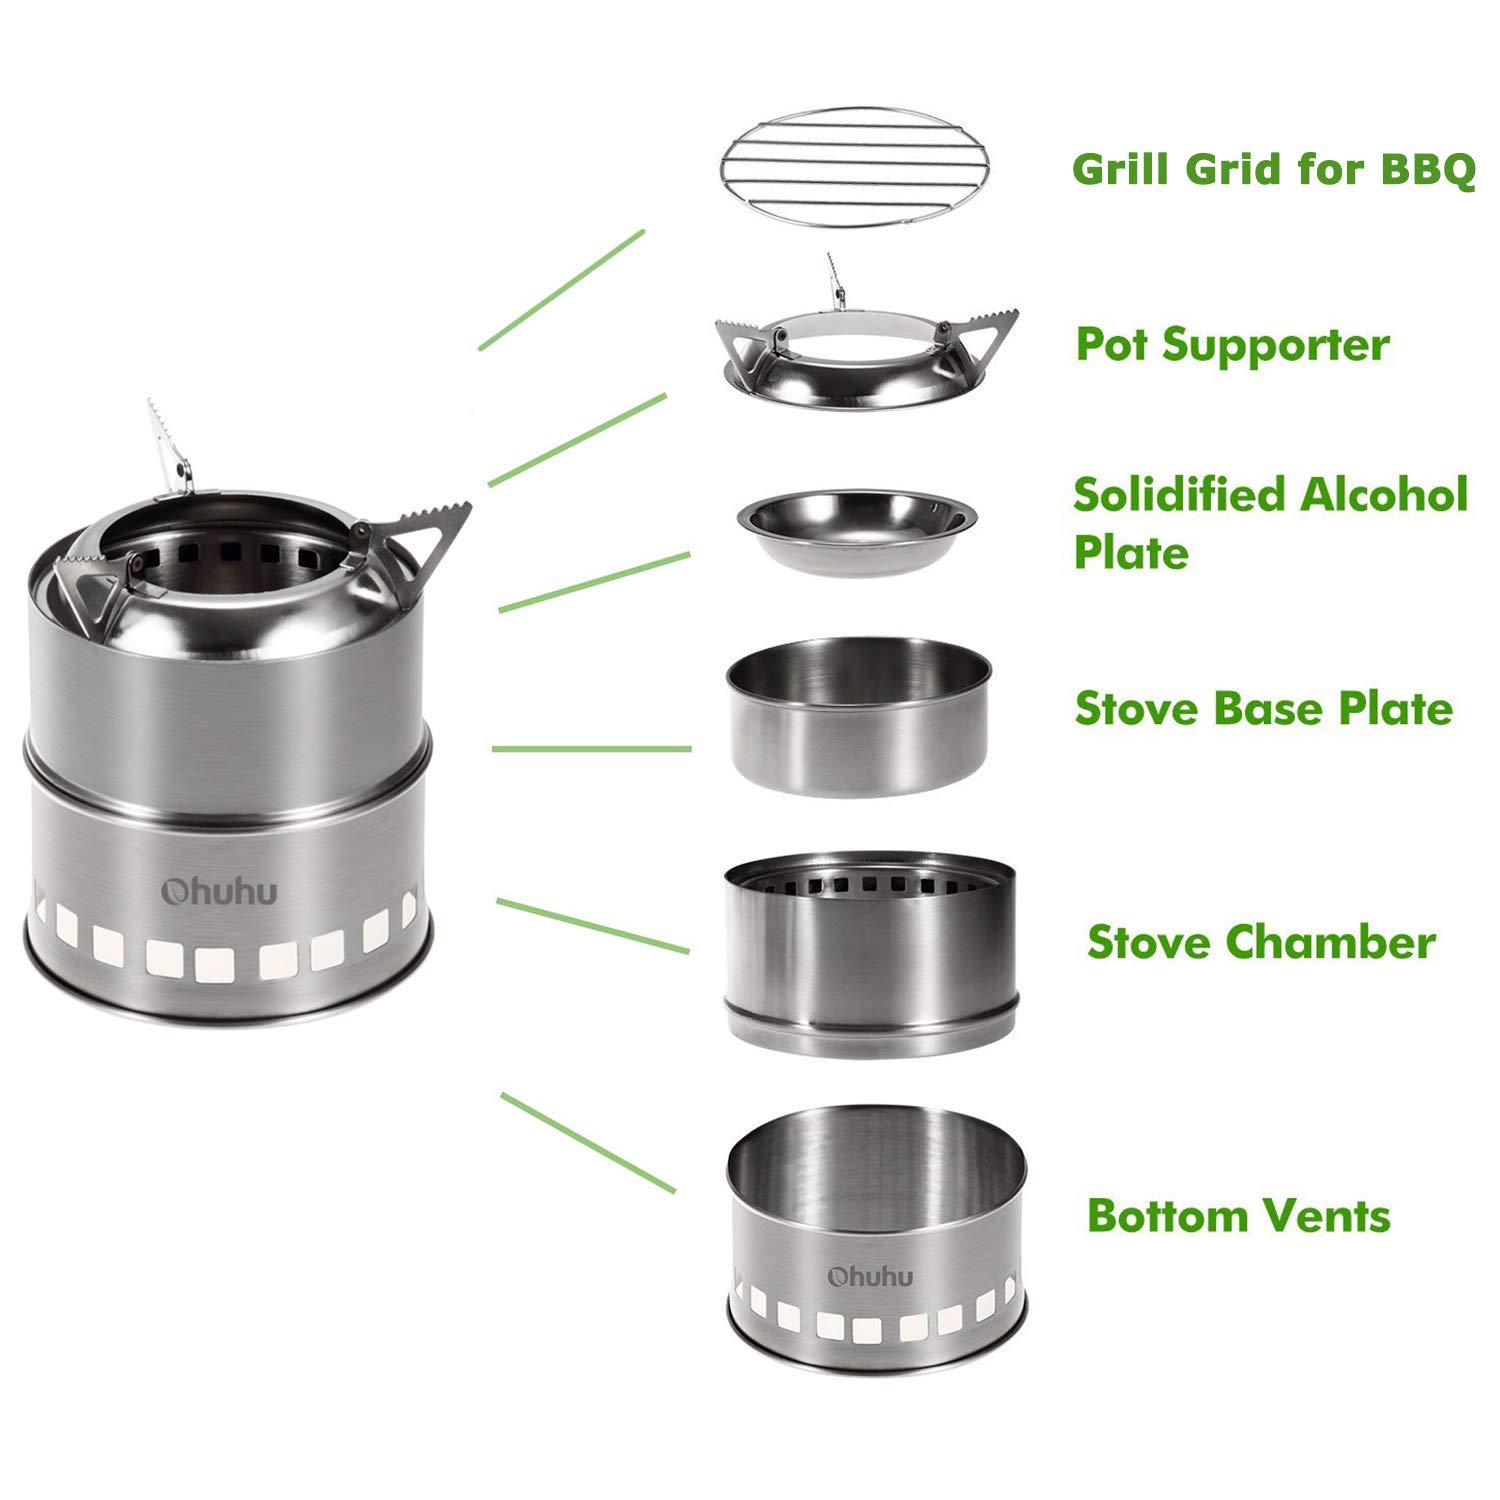 Grill Grid for BBQ
Pot Supporter
Solidified Alcohol
Plate
Stove Base Plate
Ohuhu
Stove Chamber
Bottom Vents
Ohuhu